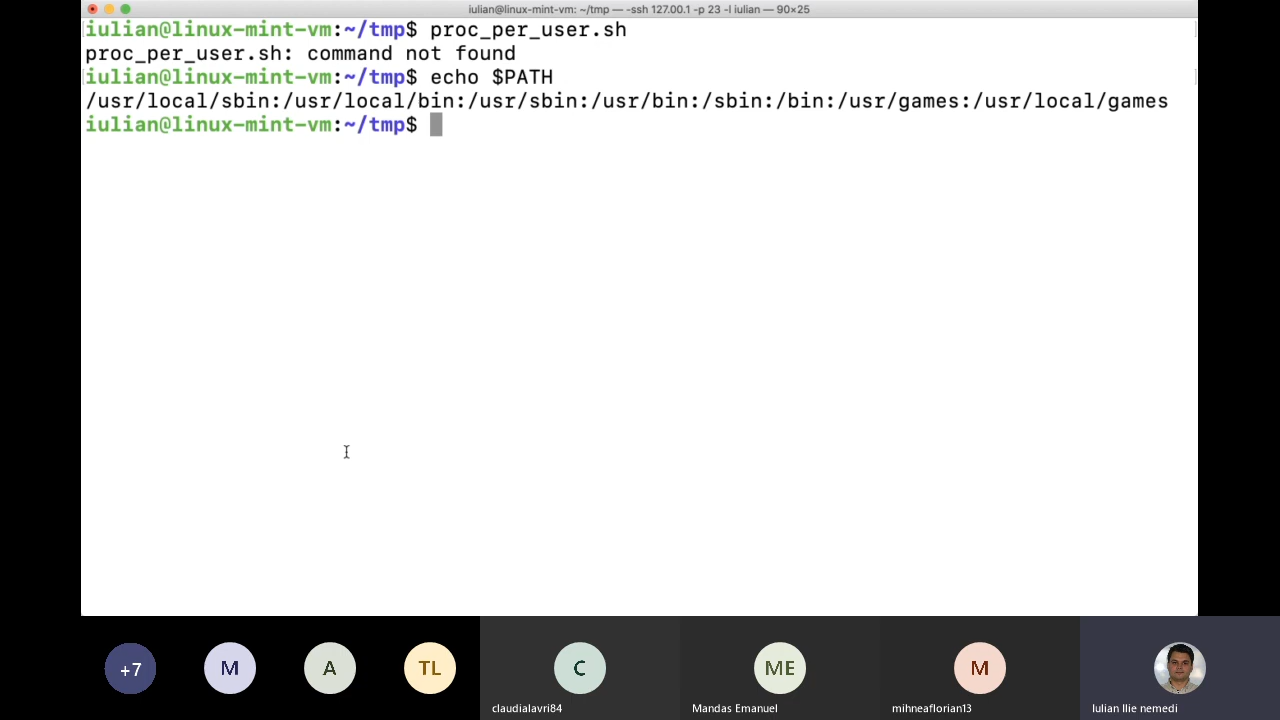 iulian@linux-mint-vm: ~/tmp — -ssh 127.00.1 -p 23 -l iulian — 90×25
iulian@linux-mint-vm:~/tmp$ proc_per_user.sh
proc_per_user.sh: command not found
iulian@linux-mint-vm:~/tmp$ echo $PATH
/usr/local/sbin:/usr/local/bin:/usr/sbin:/usr/bin:/sbin:/bin:/usr/games:/usr/local/games
iulian@linux-mint-vm:~/tmp$
+7 M A TL C ME M
claudialavri84 Mandas Emanuel mihneaflorian13 Iulian Ilie nemedi